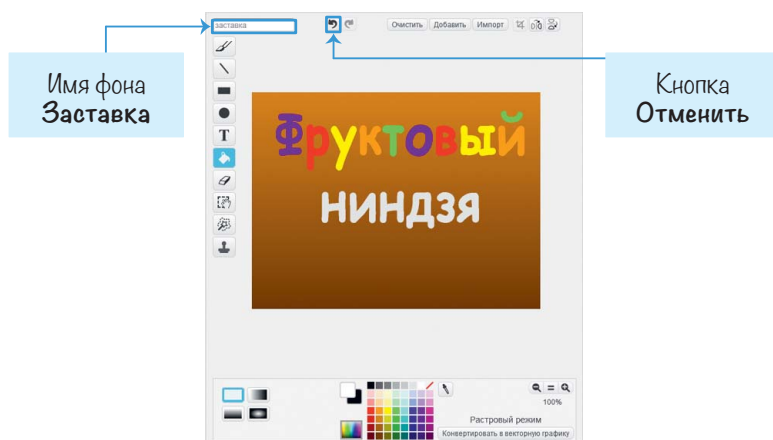 заставка
Очистить Добавить Импорт
Имя фона
Заставка
Кнопка
Отменить
T
Фруктовый
ниндзя
100%
Растровый режим
Конвертировать в векторную графику